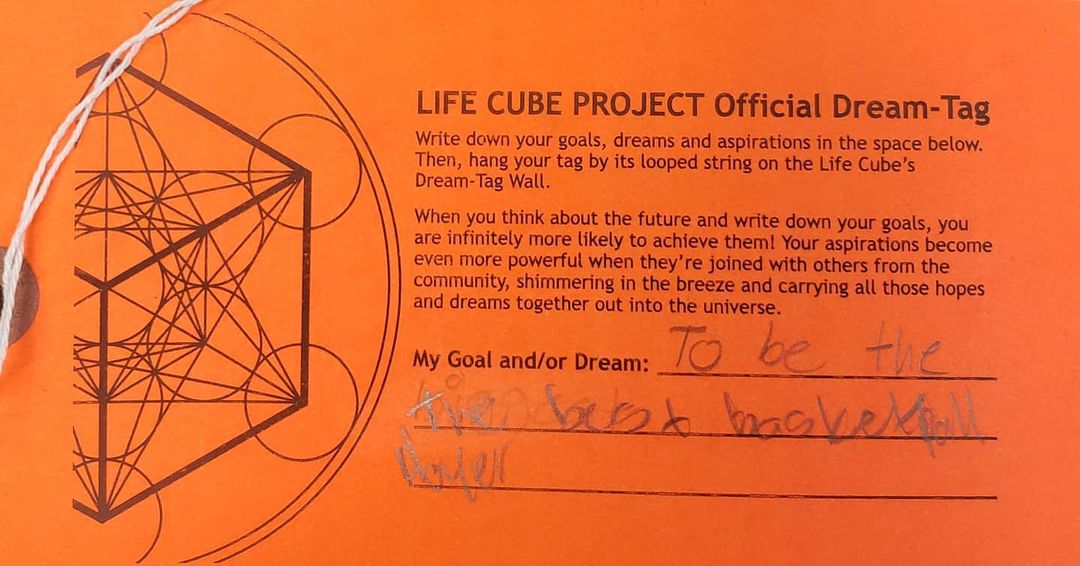 LIFE CUBE PROJECT Official Dream-Tag
Write down your goals, dreams and aspirations in the space below.
Then, hang your tag by its looped string on the Life Cube's
Dream-Tag Wall.
When you think about the future and write down your goals, you
are infinitely more likely to achieve them! Your aspirations become
even more powerful when they're joined with others from the
community, shimmering in the breeze and carrying all those hopes
and dreams together out into the universe.
My Goal and/or Dream: To be the
the best basketball